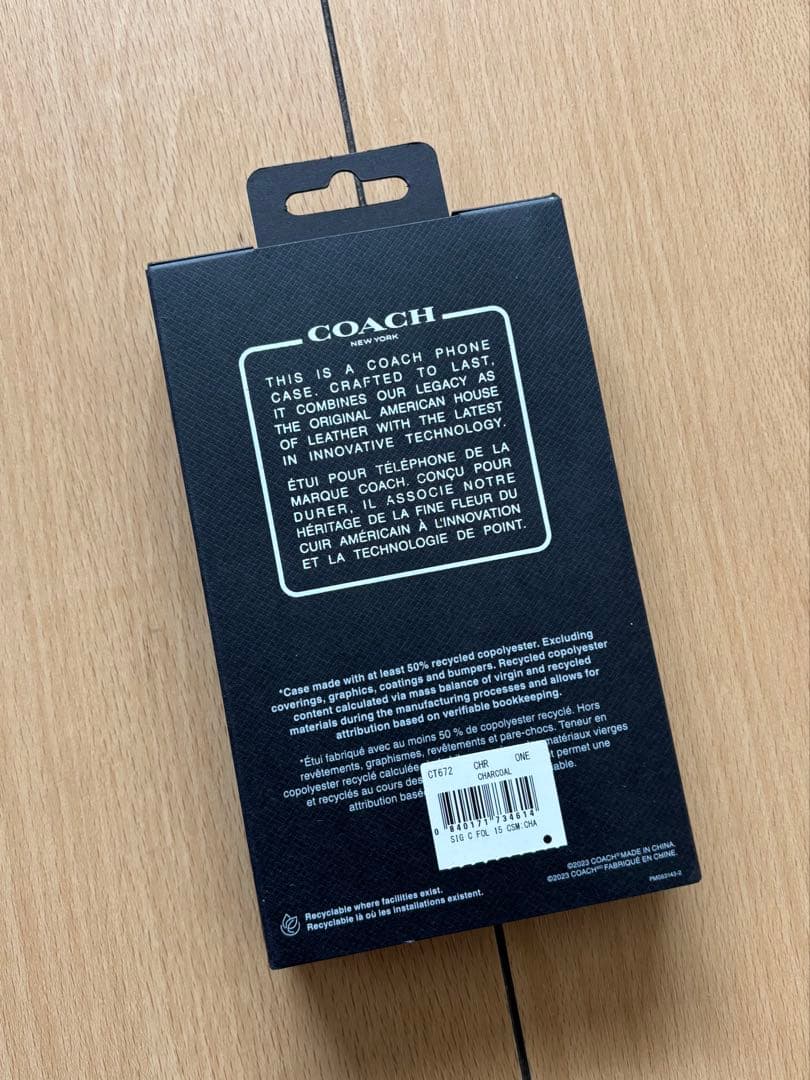 COACH
NEW YORK
THIS IS A COACH PHONE
CASE. CRAFTED TO LAST,
IT COMBINES OUR LEGACY AS
THE ORIGINAL AMERICAN HOUSE
OF LEATHER WITH THE LATEST
IN INNOVATIVE TECHNOLOGY.
ÉTUI POUR TÉLÉPHONE DE LA
MARQUE COACH. CONÇU POUR
DURER, IL ASSOCIE NOTRE
HÉRITAGE DE LA FINE FLEUR DU
CUIR AMÉRICAIN À L'INNOVATION
ET LA TECHNOLOGIE DE POINT.
*Case made with at least 50% recycled copolyester. Excluding
coverings, graphics, coatings and bumpers. Recycled copolyester
content calculated via mass balance of virgin and recycled
materials during the manufacturing processes and allows for
attribution based on verifiable bookkeeping.
*Étui fabriqué avec au moins 50 % de copolyester recyclé. Hors
revêtements, graphismes, revêtements et pare-chocs. Teneur en
copolyester recyclé calculée matériaux vierges
et recyclés au cours des permet une
attribution
CT672 CHR ONE
CHARCOAL
0 840171 734614
SIG C FOL 15 CSM:CHA
©2023 COACH® MADE IN CHINA.
©2023 COACHMD FABRIQUÉ EN CHINE.
Recyclable where facilities exist.
Recyclable là où les installations existent.